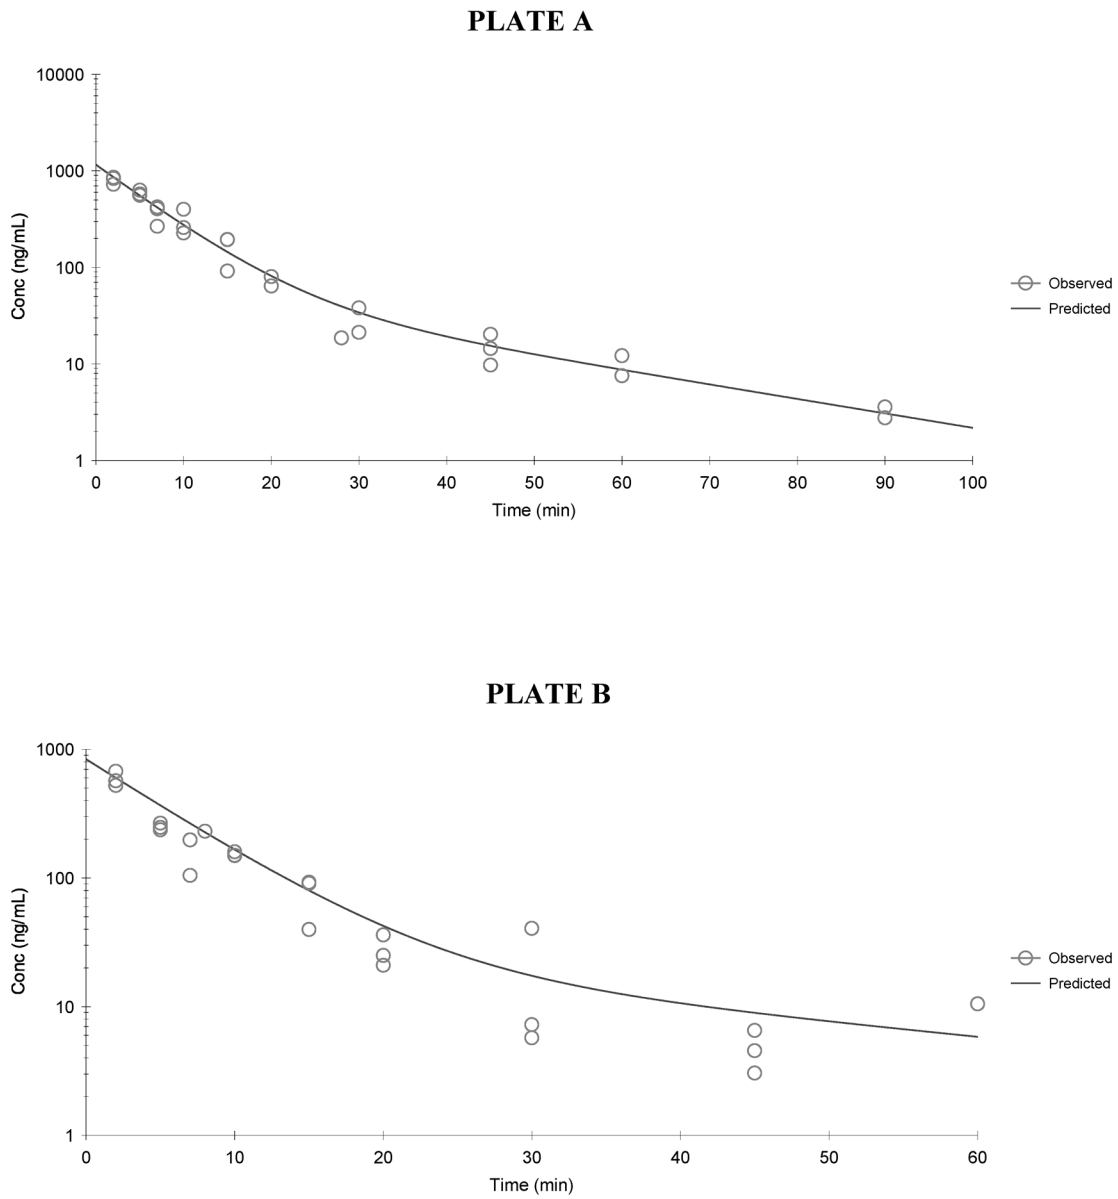 PLATE A
10000
1000
100
10
1
Conc (ng/mL)
0 10 20 30 40 50 60 70 80 90 100
Time (min)
Observed
Predicted
PLATE B
1000
100
10
1
Conc (ng/mL)
0 10 20 30 40 50 60
Time (min)
Observed
Predicted